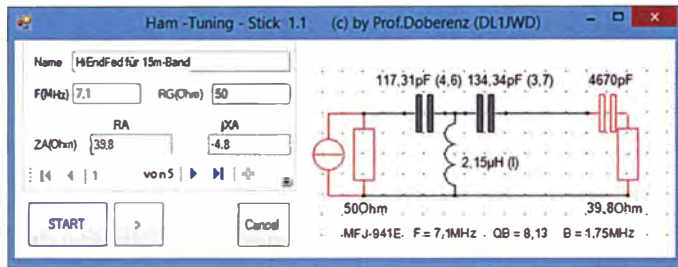 Ham -Tuning - Stick 1.1 (c) by Prof.Doberenz (DL1JWD)
Name HiEndFed für 15m-Band
F(MHz) 7,1 RG(Ohm) 50
RA jXA
ZA(Ohm) 39,8 -4.8
1 von 5
START > Cancel
117,31pF (4,6) 134,34pF (3,7) 4670pF
2,15µH (I)
50Ohm 39,8Ohm
MFJ-941E F = 7,1MHz QB = 8,13 B = 1,75MHz